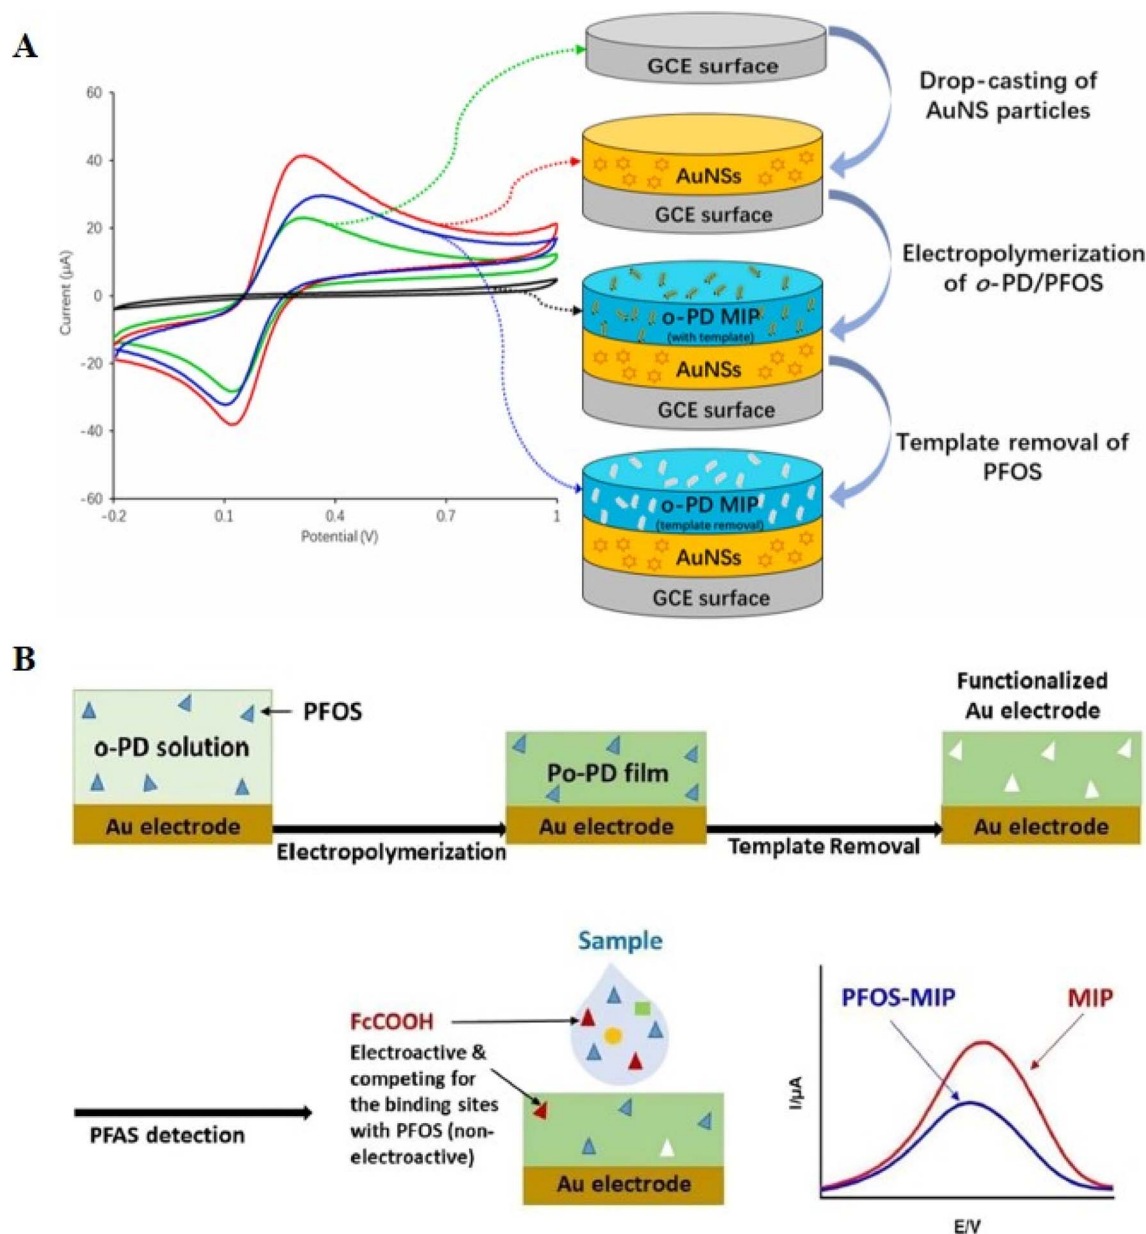 A
GCE surface
Drop-casting of
AuNS particles
60
40
20
0
-20
-40
-60
Current (µA)
-0.2
0.1
0.4
0.7
1
Potential (V)
AuNSs
GCE surface
Electropolymerization
of o-PD/PFOS
o-PD MIP
(with template)
AuNSs
GCE surface
Template removal of
PFOS
o-PD MIP
(template removal)
AuNSs
GCE surface
B
PFOS
o-PD solution
Au electrode
Electropolymerization
Po-PD film
Au electrode
Template Removal
Functionalized
Au electrode
Au electrode
PFAS detection
Sample
FcCOOH
Electroactive &
competing for
the binding sites
with PFOS (non-
electroactive)
Au electrode
PFOS-MIP
MIP
I/µA
E/V